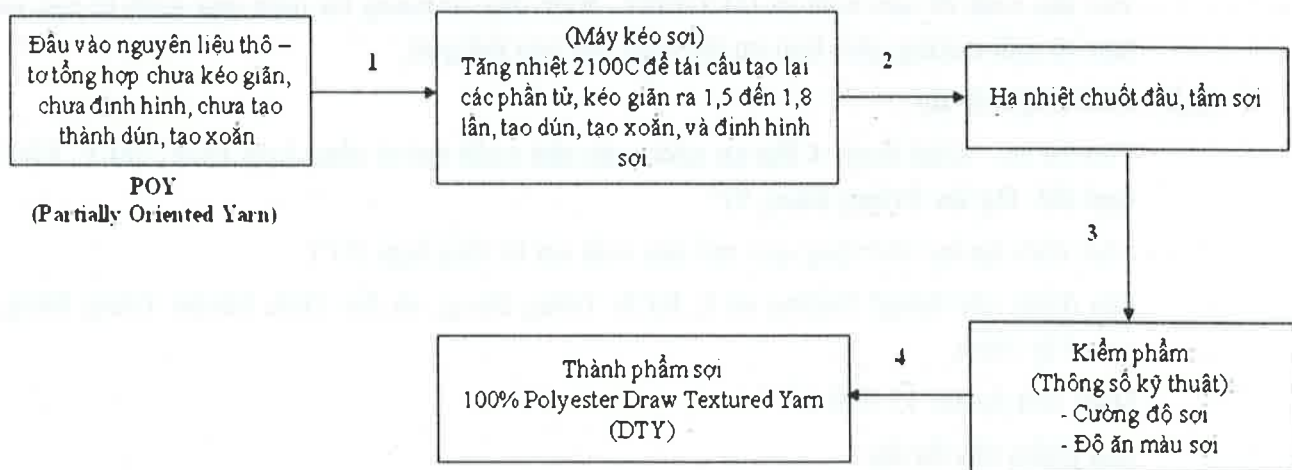 Đầu vào nguyên liệu thô –
tơ tổng hợp chưa kéo giãn,
chưa định hình, chưa tạo
thành dún, tạo xoắn
POY
(Partially Oriented Yarn)
1
(Máy kéo sợi)
Tăng nhiệt 2100C để tái cấu tạo lại
các phần tử, kéo giãn ra 1,5 đến 1,8
lần, tạo dún, tạo xoắn, và định hình
sợi.
2
Hạ nhiệt chuốt đầu, tẩm sợi
3
Kiểm phẩm
(Thông số kỹ thuật):
- Cường độ sợi
- Độ ăn màu sợi
4
Thành phẩm sợi
100% Polyester Draw Textured Yarn
(DTY)